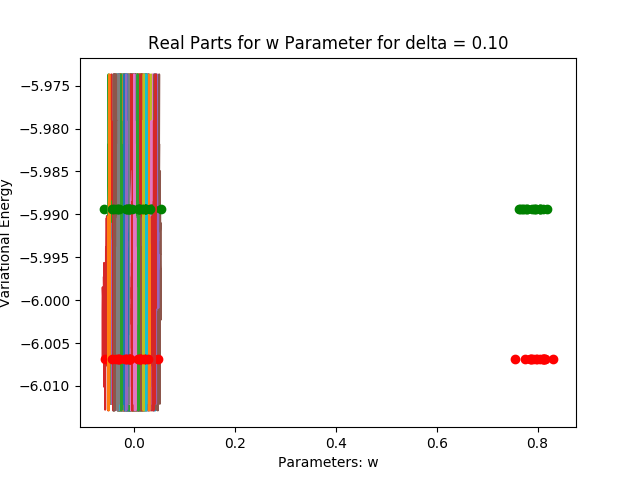 Real Parts for w Parameter for delta = 0.10
−5.975
−5.980
−5.985
−5.990
−5.995
−6.000
−6.005
−6.010
Variational Energy
0.0 0.2 0.4 0.6 0.8
Parameters: w